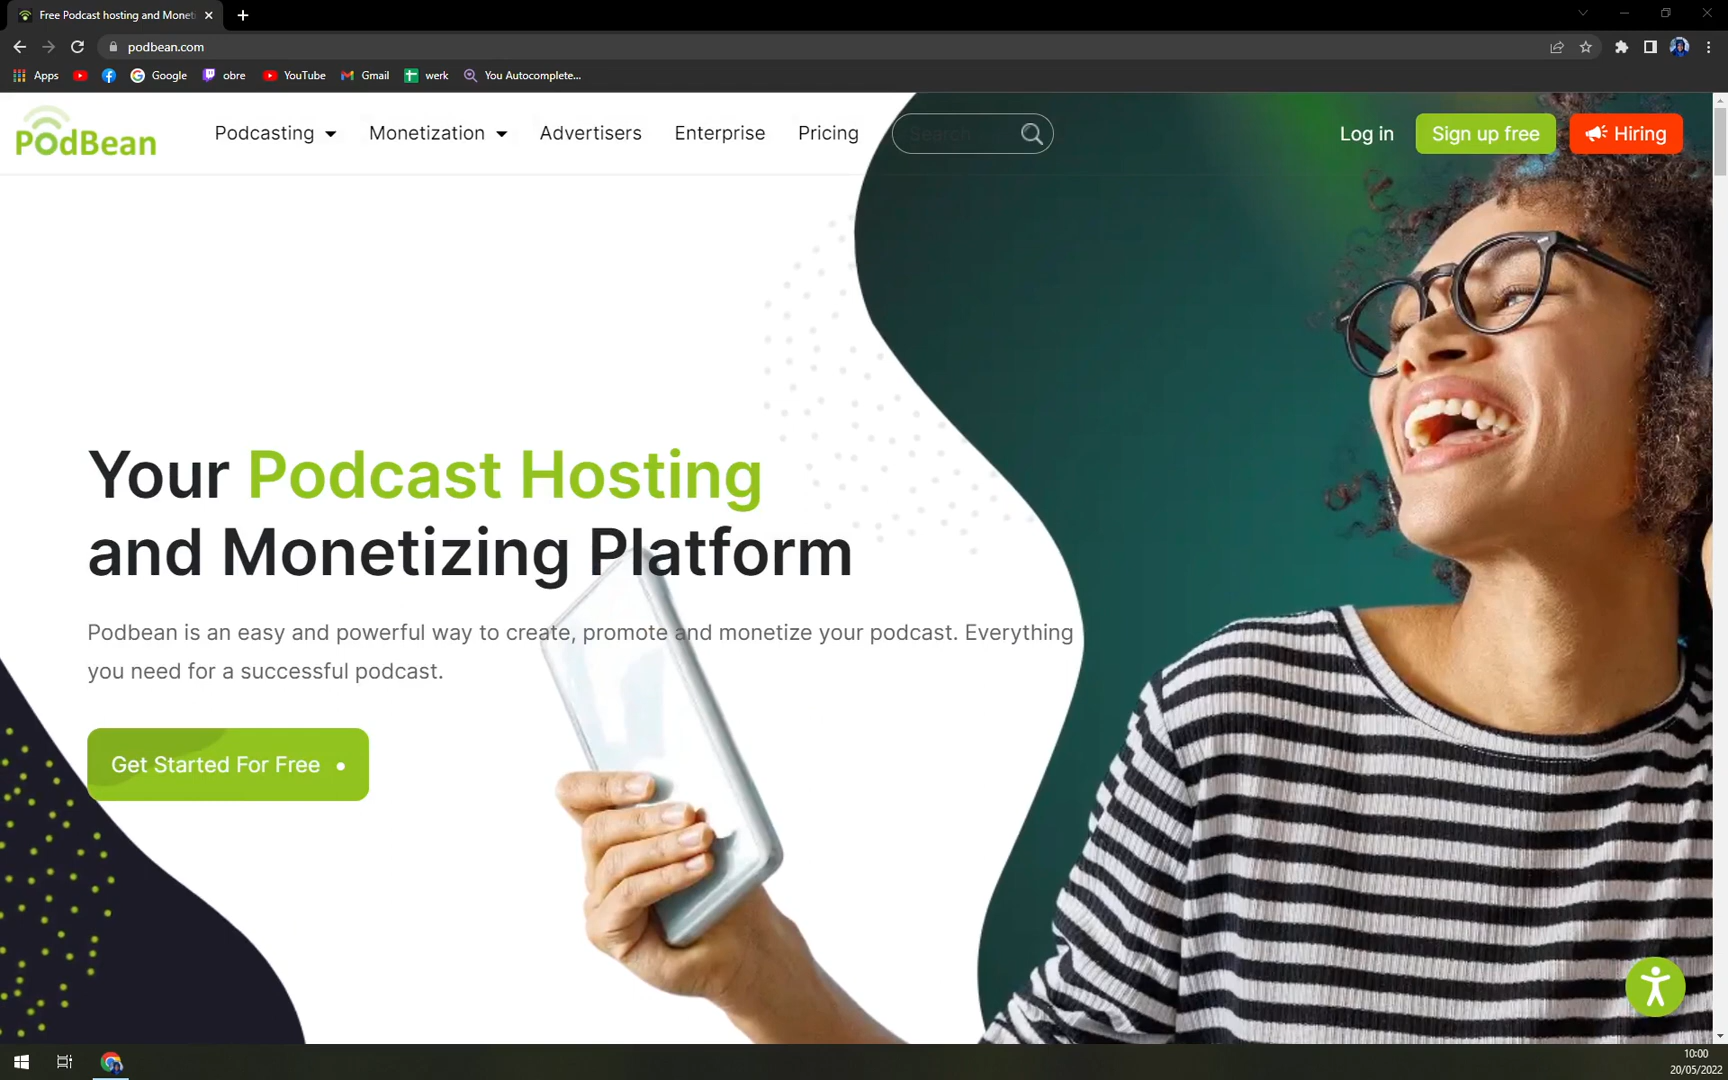 Free Podcast hosting and Monet
podbean.com
Apps
Google
obre
YouTube
Gmail
werk
You Autocomplete...
PodBean
Podcasting
Monetization
Advertisers
Enterprise
Pricing
Search
Log in
Sign up free
Hiring
Your Podcast Hosting
and Monetizing Platform
Podbean is an easy and powerful way to create, promote and monetize your podcast. Everything
you need for a successful podcast.
Get Started For Free
10:00
20/05/2022